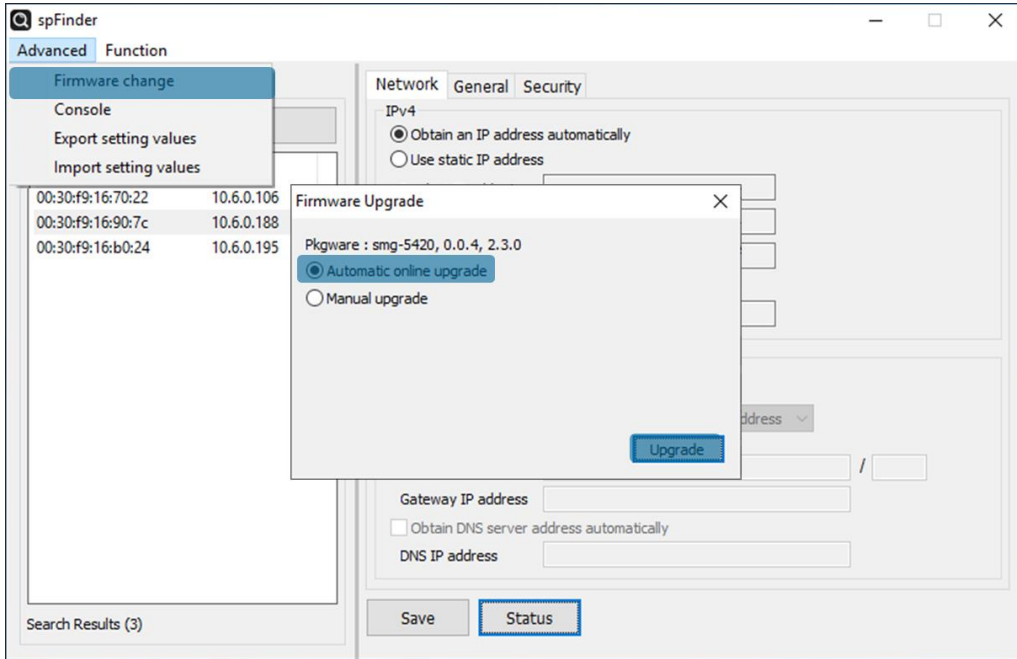 spFinder
Advanced Function
Firmware change
Console
Export setting values
Import setting values
00:30:f9:16:70:22 10.6.0.106
00:30:f9:16:90:7c 10.6.0.188
00:30:f9:16:b0:24 10.6.0.195
Search Results (3)
Network General Security
IPv4
Obtain an IP address automatically
Use static IP address
Firmware Upgrade
Pkgware : smg-5420, 0.0.4, 2.3.0
Automatic online upgrade
Manual upgrade
Upgrade
/
Gateway IP address
Obtain DNS server address automatically
DNS IP address
Save Status